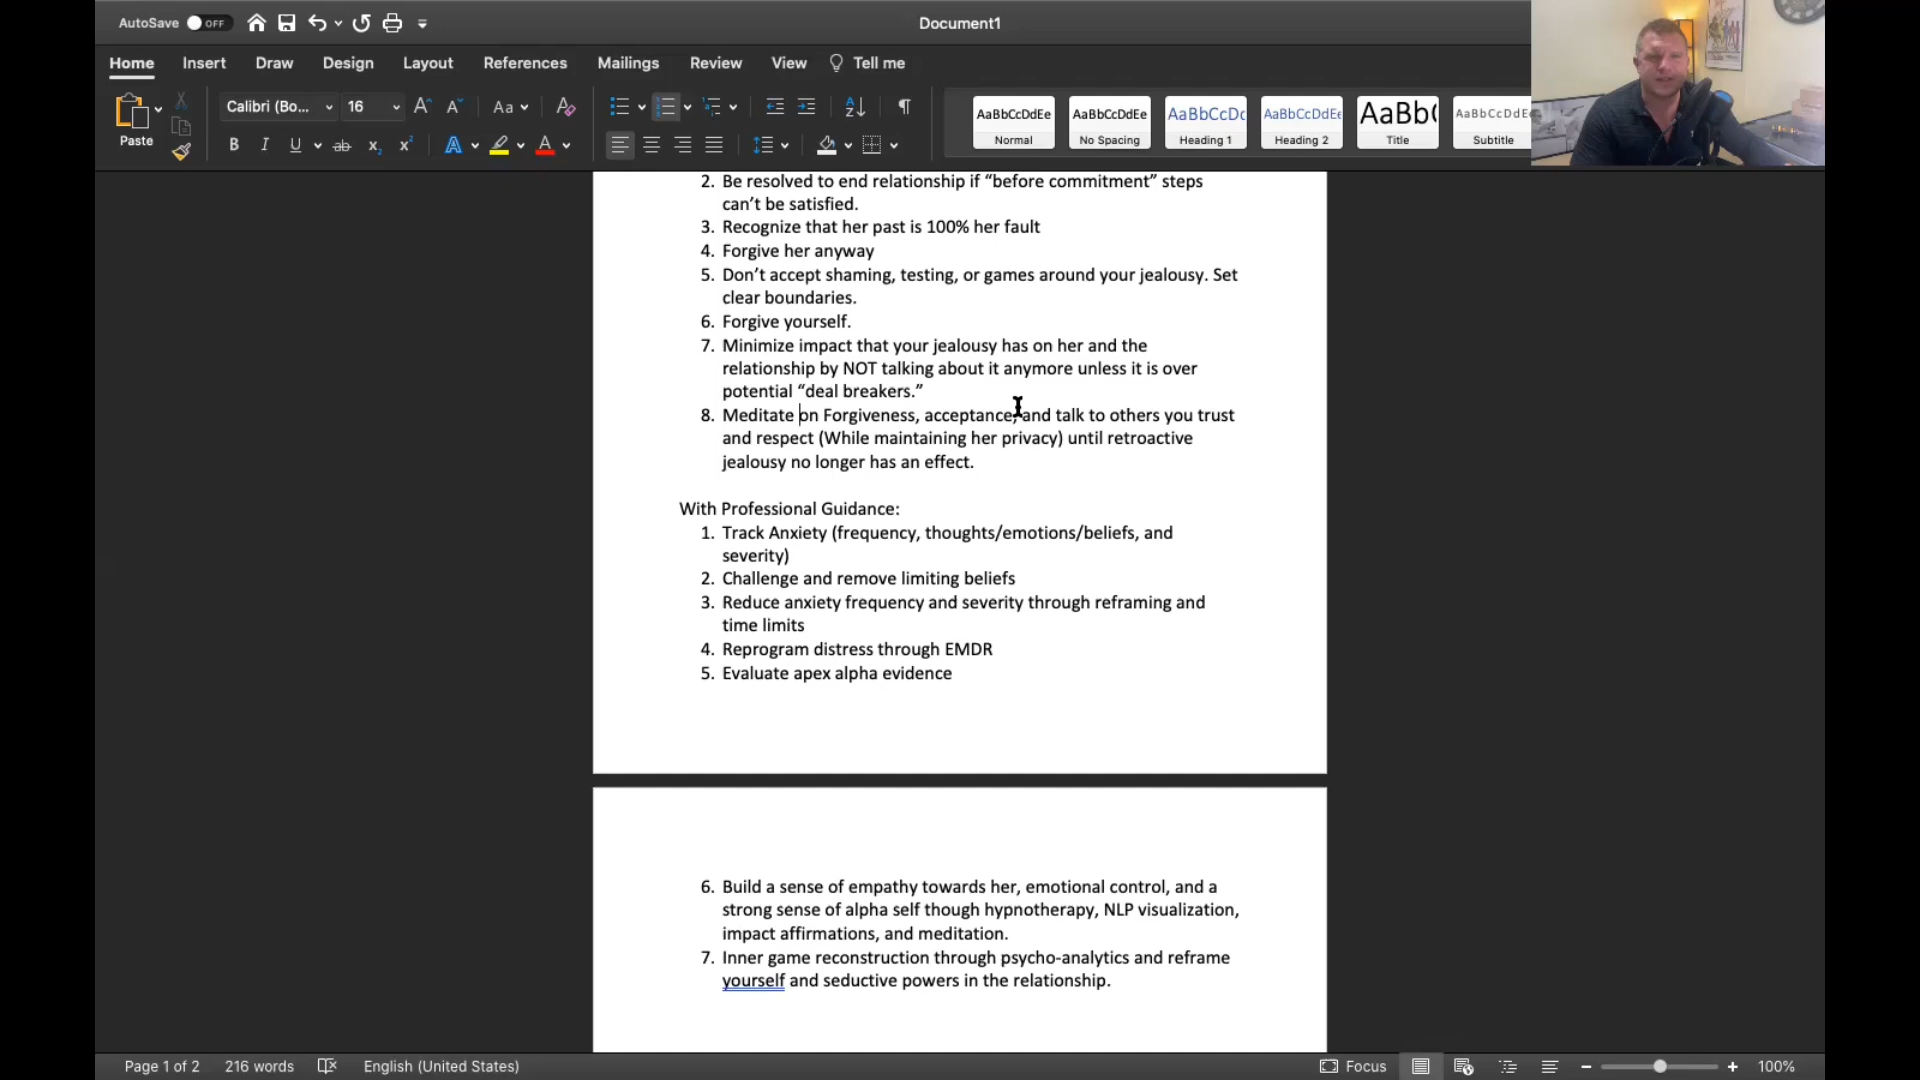 AutoSave OFF
Document1
Home Insert Draw Design Layout References Mailings Review View Tell me
Paste
Calibri (Bo... 16
AaBbCcDdEe AaBbCcDdEe AaBbCcDc AaBbCcDdEe AaBb( AaBbCcDdEe
Normal No Spacing Heading 1 Heading 2 Title Subtitle
2. Be resolved to end relationship if “before commitment” steps
can’t be satisfied.
3. Recognize that her past is 100% her fault
4. Forgive her anyway
5. Don’t accept shaming, testing, or games around your jealousy. Set
clear boundaries.
6. Forgive yourself.
7. Minimize impact that your jealousy has on her and the
relationship by NOT talking about it anymore unless it is over
potential “deal breakers.”
8. Meditate on Forgiveness, acceptance, and talk to others you trust
and respect (While maintaining her privacy) until retroactive
jealousy no longer has an effect.
With Professional Guidance:
1. Track Anxiety (frequency, thoughts/emotions/beliefs, and
severity)
2. Challenge and remove limiting beliefs
3. Reduce anxiety frequency and severity through reframing and
time limits
4. Reprogram distress through EMDR
5. Evaluate apex alpha evidence
6. Build a sense of empathy towards her, emotional control, and a
strong sense of alpha self though hypnotherapy, NLP visualization,
impact affirmations, and meditation.
7. Inner game reconstruction through psycho-analytics and reframe
yourself and seductive powers in the relationship.
Page 1 of 2 216 words English (United States) Focus 100%